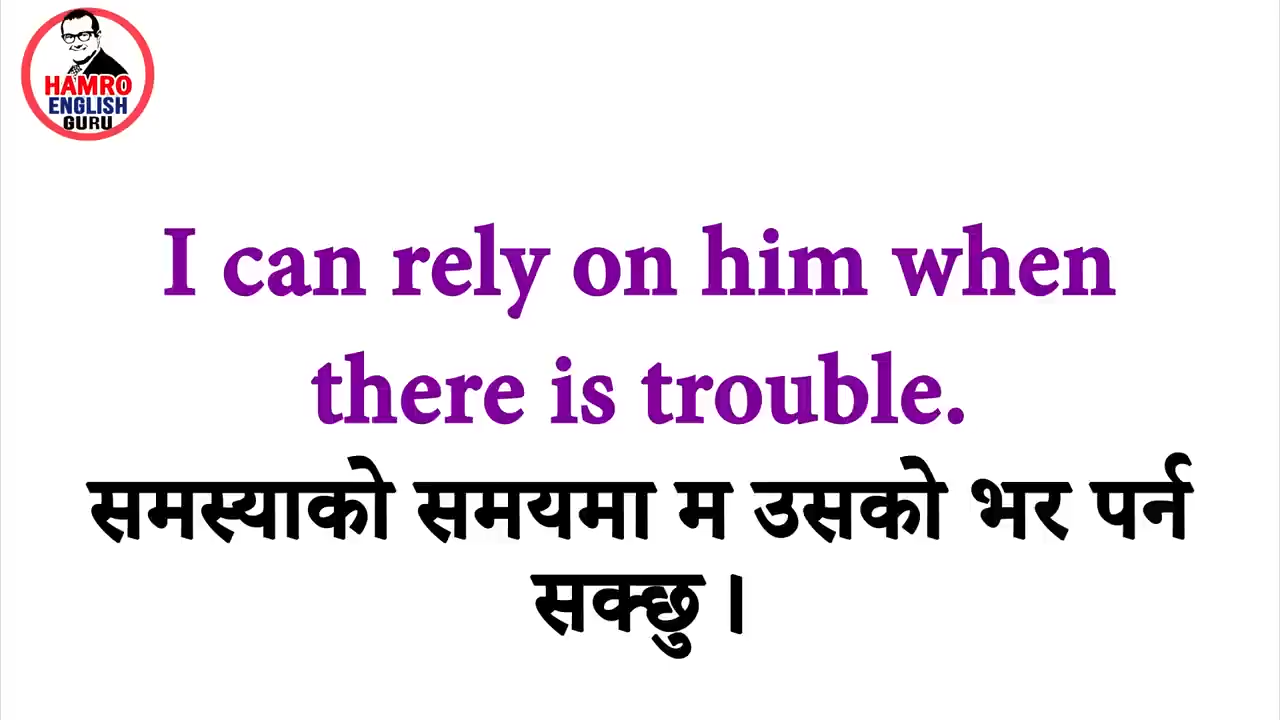 HAMRO
ENGLISH
GURU
I can rely on him when
there is trouble.
समस्याको समयमा म उसको भर पर्न
सक्छु ।